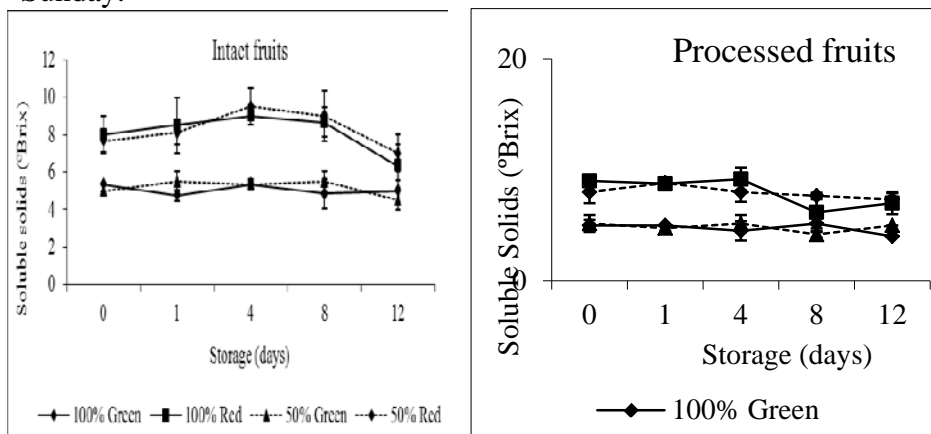 Sunday.
Intact fruits
Soluble solids (ºBrix)
12
10
8
6
4
2
0
0 1 4 8 12
Storage (days)
100% Green 100% Red 50% Green 50% Red
Processed fruits
Soluble Solids (ºBrix)
20
0
0 1 4 8 12
Storage (days)
100% Green